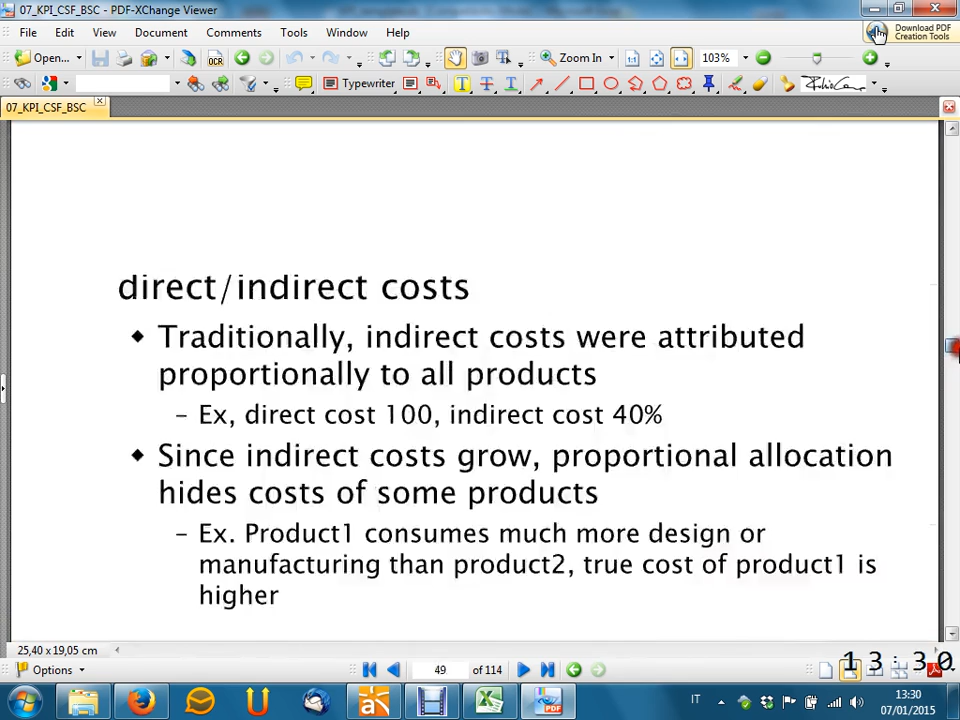 07_KPI_CSF_BSC - PDF-XChange Viewer
File Edit View Document Comments Tools Window Help
Download PDF
Creation Tools
Open... OCR Zoom In 103%
Typewriter
07_KPI_CSF_BSC
direct/indirect costs
◆ Traditionally, indirect costs were attributed
proportionally to all products
– Ex, direct cost 100, indirect cost 40%
◆ Since indirect costs grow, proportional allocation
hides costs of some products
– Ex. Product1 consumes much more design or
manufacturing than product2, true cost of product1 is
higher
25,40 x 19,05 cm
Options 49 of 114
13:30
IT 13:30
07/01/2015